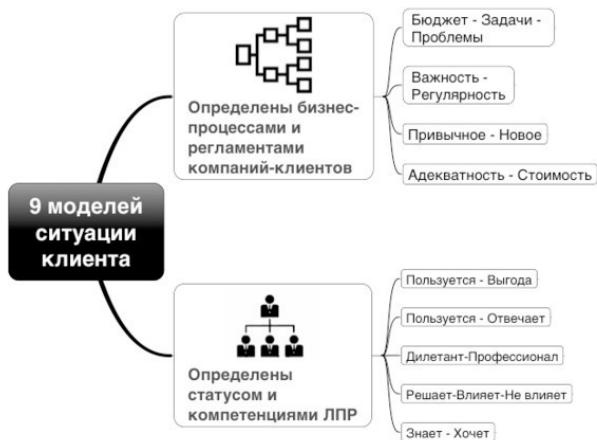 9 моделей
ситуации
клиента
Определены бизнес-
процессами и
регламентами
компаний-клиентов
Бюджет - Задачи -
Проблемы
Важность -
Регулярность
Привычное - Новое
Адекватность - Стоимость
Определены
статусом и
компетенциями ЛПР
Пользуется - Выгода
Пользуется - Отвечает
Дилетант-Профессионал
Решает-Влияет-Не влияет
Знает - Хочет